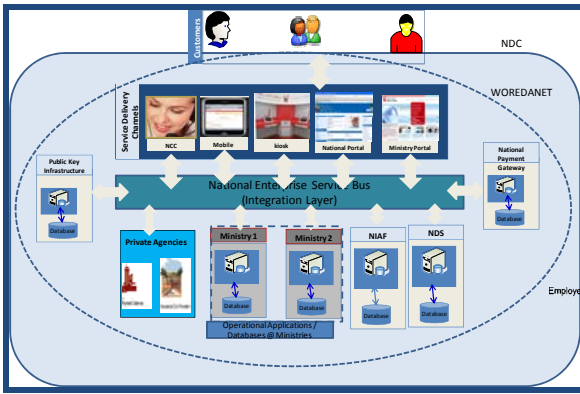 Customers
NDC
WOREDANET
Service Delivery
Channels
NCC
Mobile
kiosk
National Portal
Ministry Portal
Public Key
Infrastructure
Database
National
Payment
Gateway
Database
National Enterprise Service Bus
(Integration Layer)
Private Agencies
Ministry 1
Database
Ministry 2
Database
NIAF
Database
NDS
Database
Operational Applications /
Databases @ Ministries
Employe